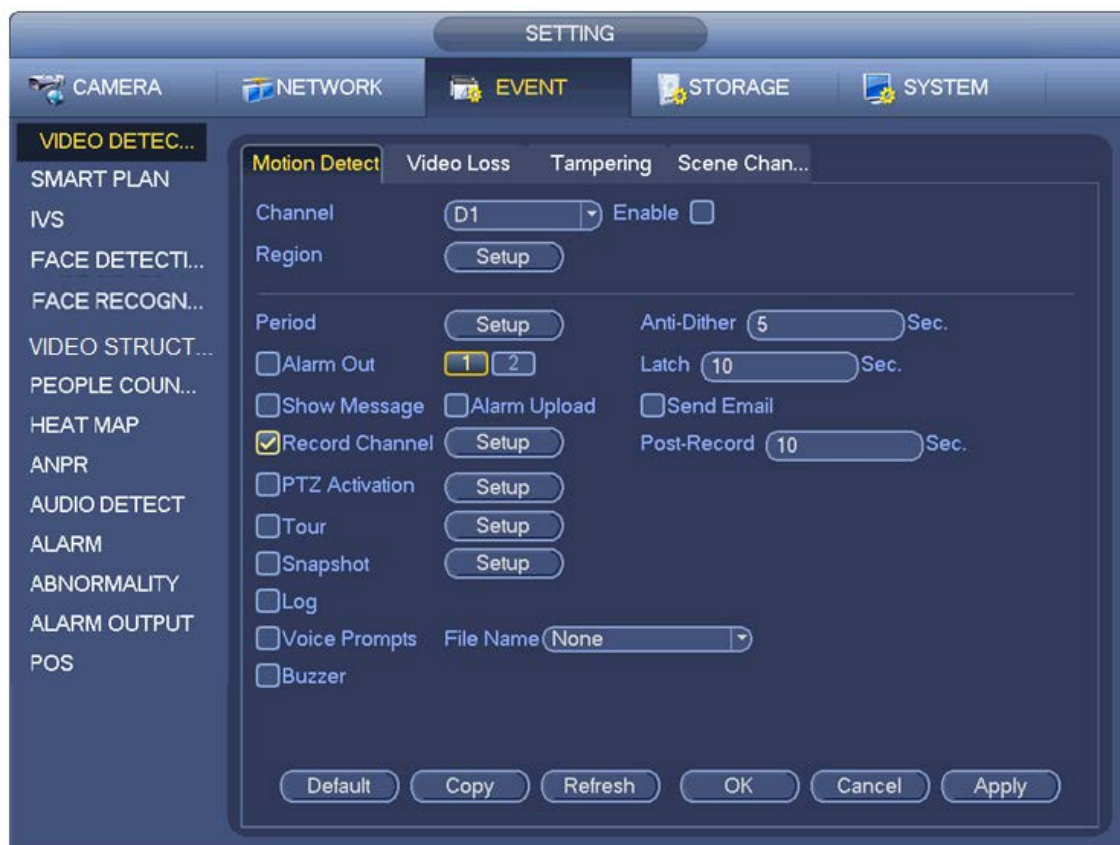 SETTING
CAMERA NETWORK EVENT STORAGE SYSTEM
VIDEO DETEC...
SMART PLAN
IVS
FACE DETECTI...
FACE RECOGN...
VIDEO STRUCT...
PEOPLE COUN...
HEAT MAP
ANPR
AUDIO DETECT
ALARM
ABNORMALITY
ALARM OUTPUT
POS
Motion Detect Video Loss Tampering Scene Chan...
Channel D1 Enable
Region Setup
Period Setup Anti-Dither 5 Sec.
Alarm Out 1 2 Latch 10 Sec.
Show Message Alarm Upload Send Email
Record Channel Setup Post-Record 10 Sec.
PTZ Activation Setup
Tour Setup
Snapshot Setup
Log
Voice Prompts File Name None
Buzzer
Default Copy Refresh OK Cancel Apply